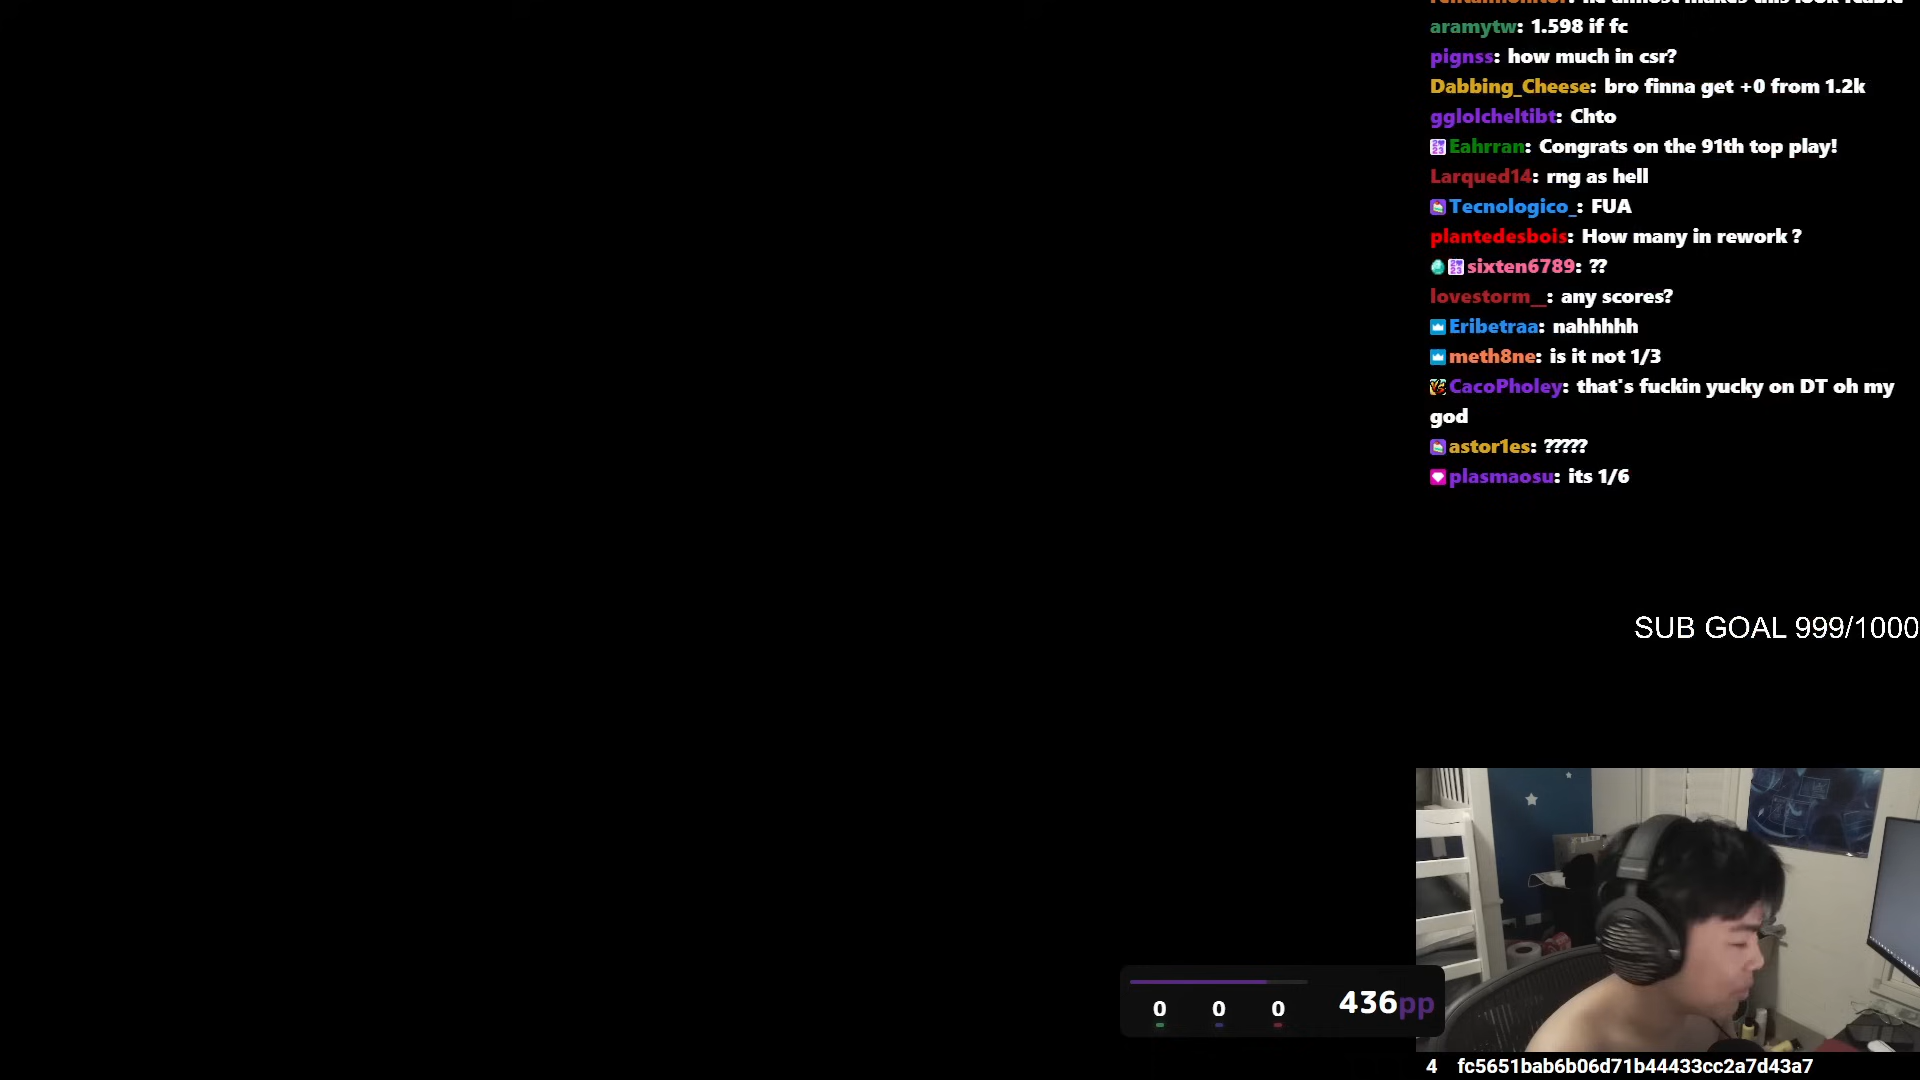 aramytw: 1.598 if fc
pignss: how much in csr?
Dabbing_Cheese: bro finna get +0 from 1.2k
gglolcheltibt: Chto
Eahrran: Congrats on the 91th top play!
Larqued14: rng as hell
Tecnologico_: FUA
plantedesbois: How many in rework ?
sixten6789: ??
lovestorm__: any scores?
Eribetraa: nahhhhh
meth8ne: is it not 1/3
CacoPholey: that's fuckin yucky on DT oh my
god
astor1es: ?????
plasmaosu: its 1/6
SUB GOAL 999/1000
0 0 0 436pp
4 fc5651bab6b06d71b44433cc2a7d43a7